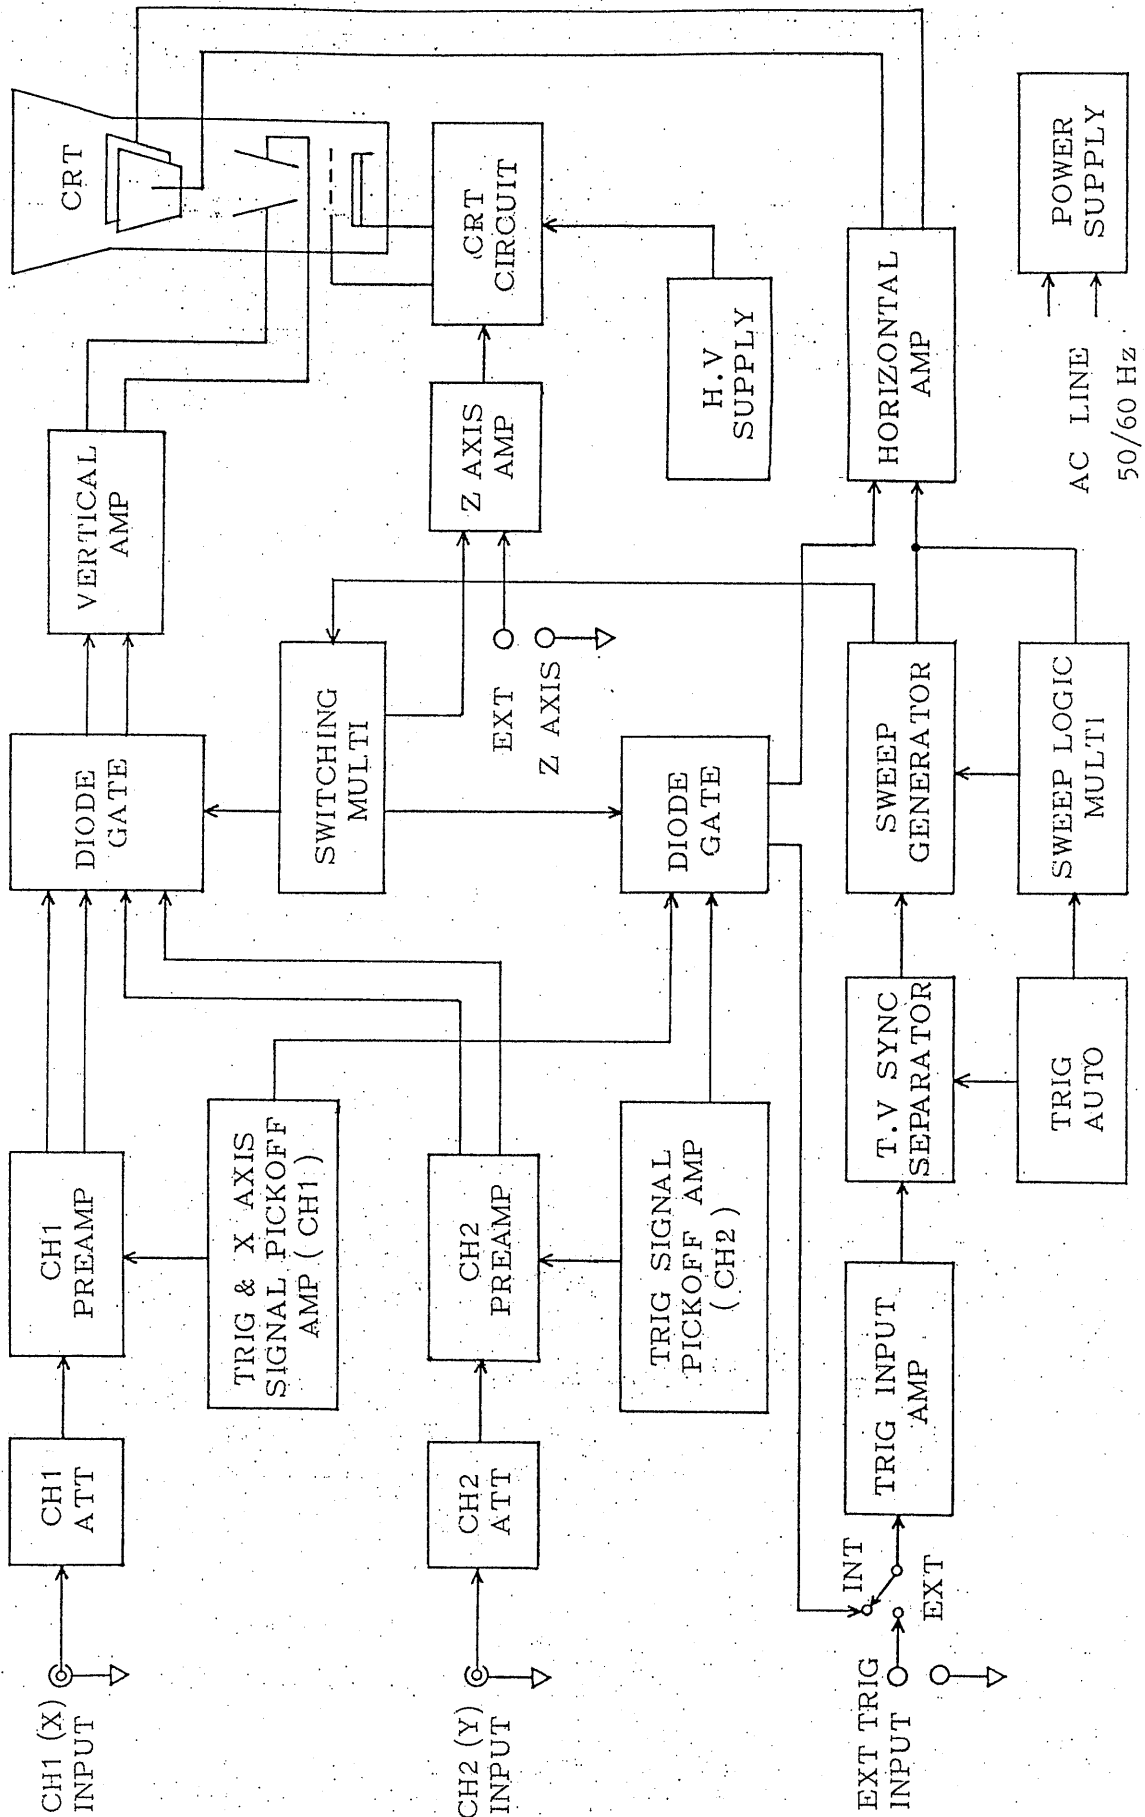 CH1 (X)
INPUT
CH1
ATT
CH1
PREAMP
DIODE
GATE
VERTICAL
AMP
CRT
TRIG & X AXIS
SIGNAL PICKOFF
AMP ( CH1 )
SWITCHING
MULTI
CH2 (Y)
INPUT
CH2
ATT
CH2
PREAMP
EXT
Z AXIS
Z AXIS
AMP
CRT
CIRCUIT
TRIG SIGNAL
PICKOFF AMP
( CH2 )
DIODE
GATE
H.V
SUPPLY
EXT TRIG
INPUT
INT
EXT
TRIG INPUT
AMP
T.V SYNC
SEPARATOR
SWEEP
GENERATOR
HORIZONTAL
AMP
TRIG
AUTO
SWEEP LOGIC
MULTI
AC LINE
50/60 Hz
POWER
SUPPLY